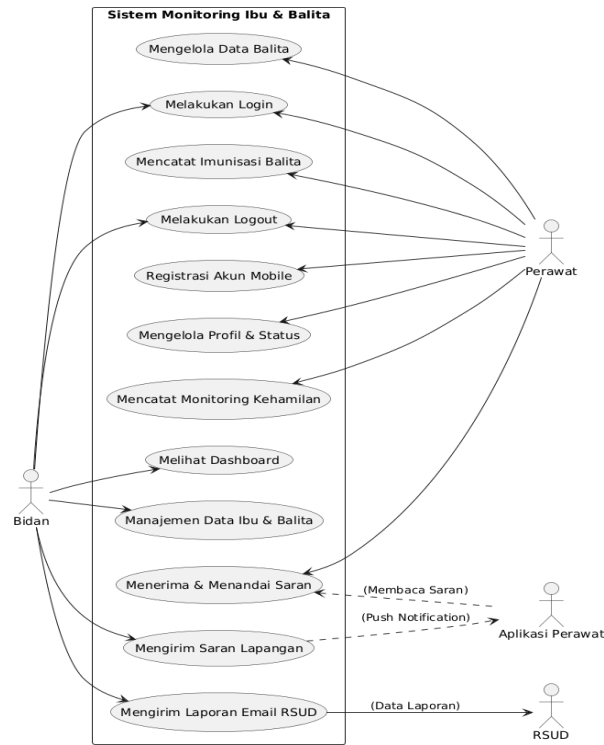 Sistem Monitoring Ibu & Balita
Mengelola Data Balita
Melakukan Login
Mencatat Imunisasi Balita
Melakukan Logout
Registrasi Akun Mobile
Perawat
Mengelola Profil & Status
Mencatat Monitoring Kehamilan
Melihat Dashboard
Bidan
Manajemen Data Ibu & Balita
Menerima & Menandai Saran
(Membaca Saran)
(Push Notification)
Aplikasi Perawat
Mengirim Saran Lapangan
Mengirim Laporan Email RSUD
(Data Laporan)
RSUD